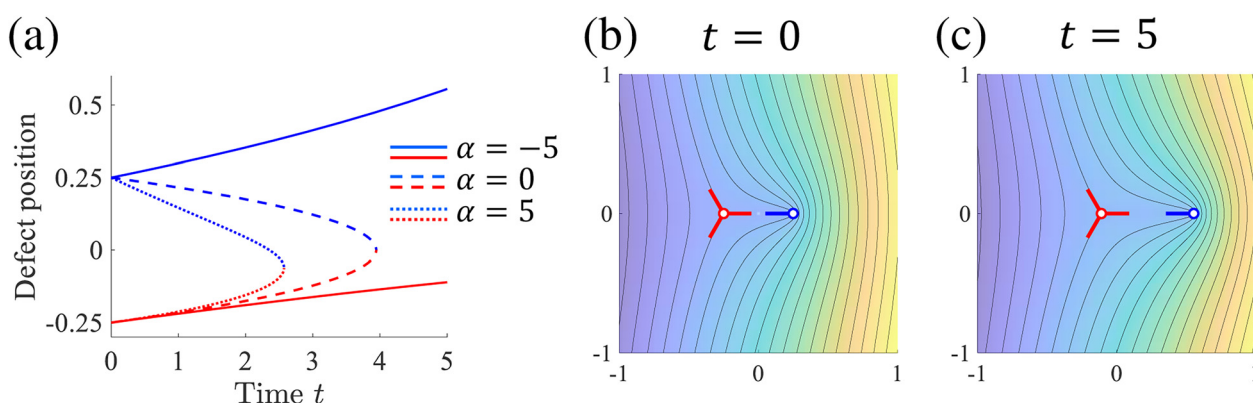 (a)
0.5
0.25
0
-0.25
Defect position
0 1 2 3 4 5
Time t
α = −5
α = 0
α = 5
(b) t = 0
1
0
-1
-1 0 1
(c) t = 5
1
0
-1
-1 0